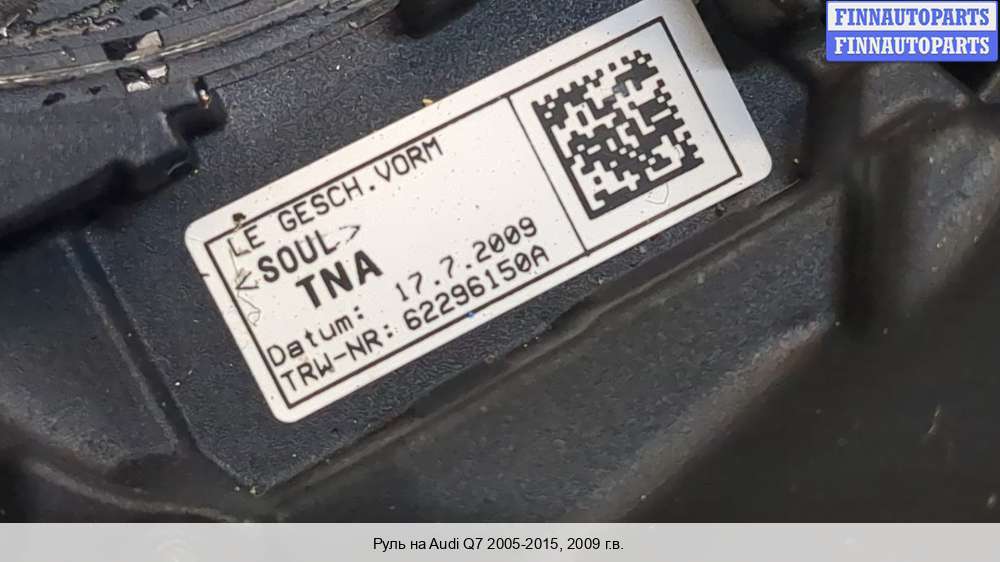 FINNAUTOPARTS
FINNAUTOPARTS
LE GESCH.VORM
SOUL>
TNA
Datum: 17.7.2009
TRW-NR: 62296150A
Руль на Audi Q7 2005-2015, 2009 г.в.